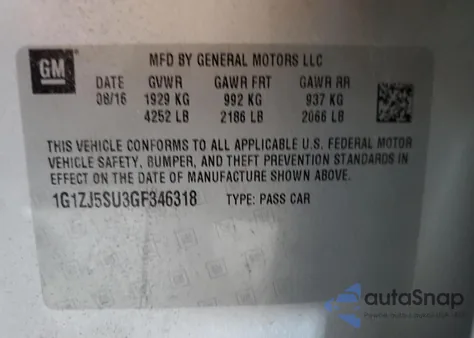 GM
MFD BY GENERAL MOTORS LLC
DATE GVWR GAWR FRT GAWR RR
08/16 1929 KG 992 KG 937 KG
4252 LB 2186 LB 2066 LB
THIS VEHICLE CONFORMS TO ALL APPLICABLE U.S. FEDERAL MOTOR
VEHICLE SAFETY, BUMPER, AND THEFT PREVENTION STANDARDS IN
EFFECT ON THE DATE OF MANUFACTURE SHOWN ABOVE.
1G1ZJ5SU3GF346318 TYPE: PASS CAR
autoSnap